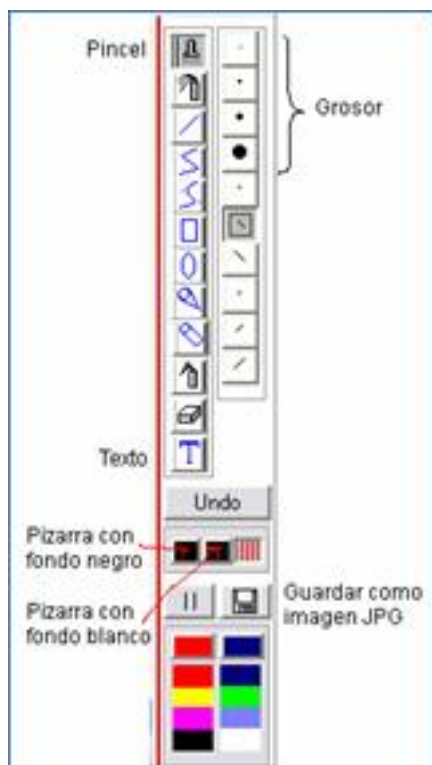 Pincel
Grosor
Texto
T
Undo
Pizarra con
fondo negro
Pizarra con
fondo blanco
Guardar como
imagen JPG